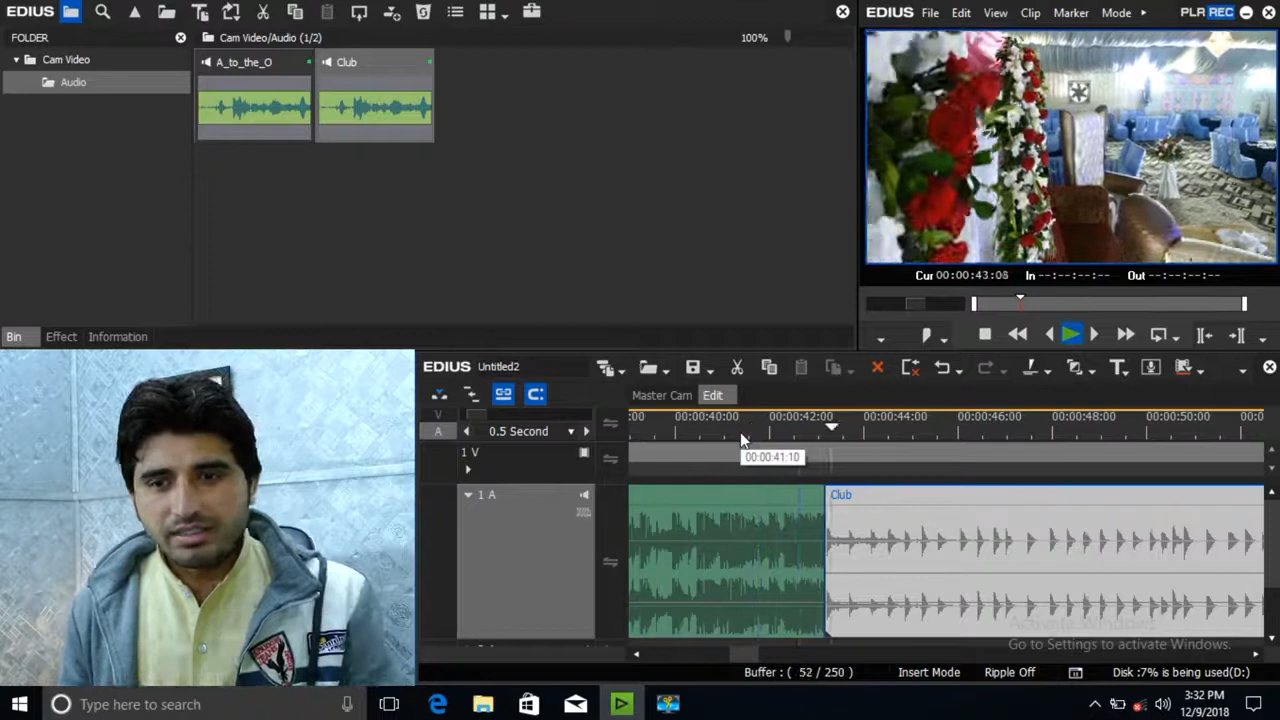 EDIUS
EDIUS File Edit View Clip Marker Mode PLR REC
FOLDER
Cam Video/Audio (1/2)
100%
Cam Video
Audio
A_to_the_O
Club
Cur 00:00:43:08 In --:--:--:-- Out --:--:--:--
Bin Effect Information
EDIUS Untitled2
Master Cam Edit
V
A
0.5 Second
:00 00:00:40:00 00:00:42:00 00:00:44:00 00:00:46:00 00:00:48:00 00:00:50:00 00:0
1 V
00:00:41:10
1 A
Club
Activate Windows
Go to Settings to activate Windows.
Buffer : ( 52 / 250 ) Insert Mode Ripple Off Disk :7% is being used(D:)
Type here to search
3:32 PM
12/9/2018